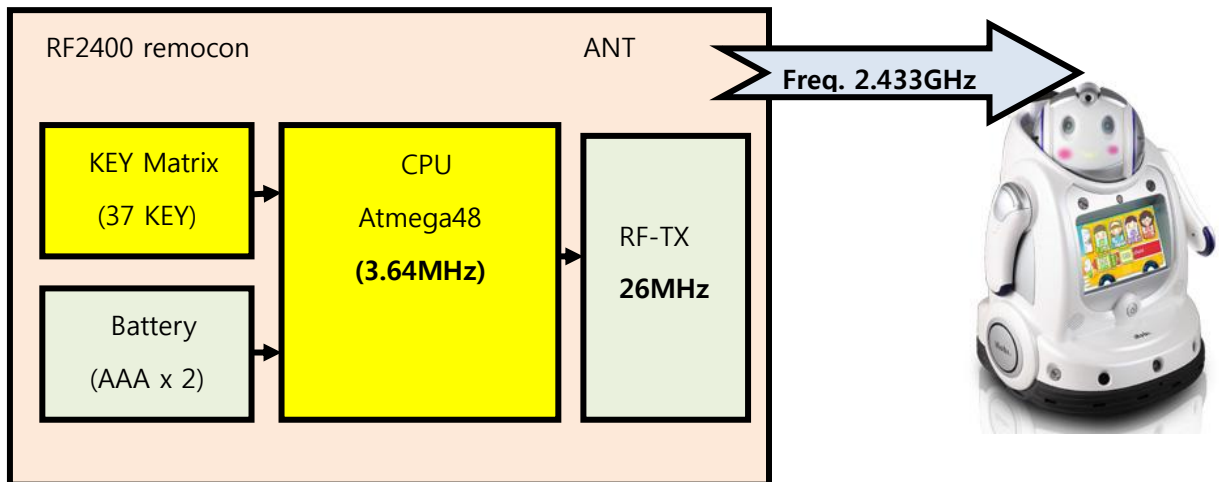 RF2400 remocon
ANT
Freq. 2.433GHz
KEY Matrix
(37 KEY)
CPU
Atmega48
(3.64MHz)
RF-TX
26MHz
Battery
(AAA x 2)